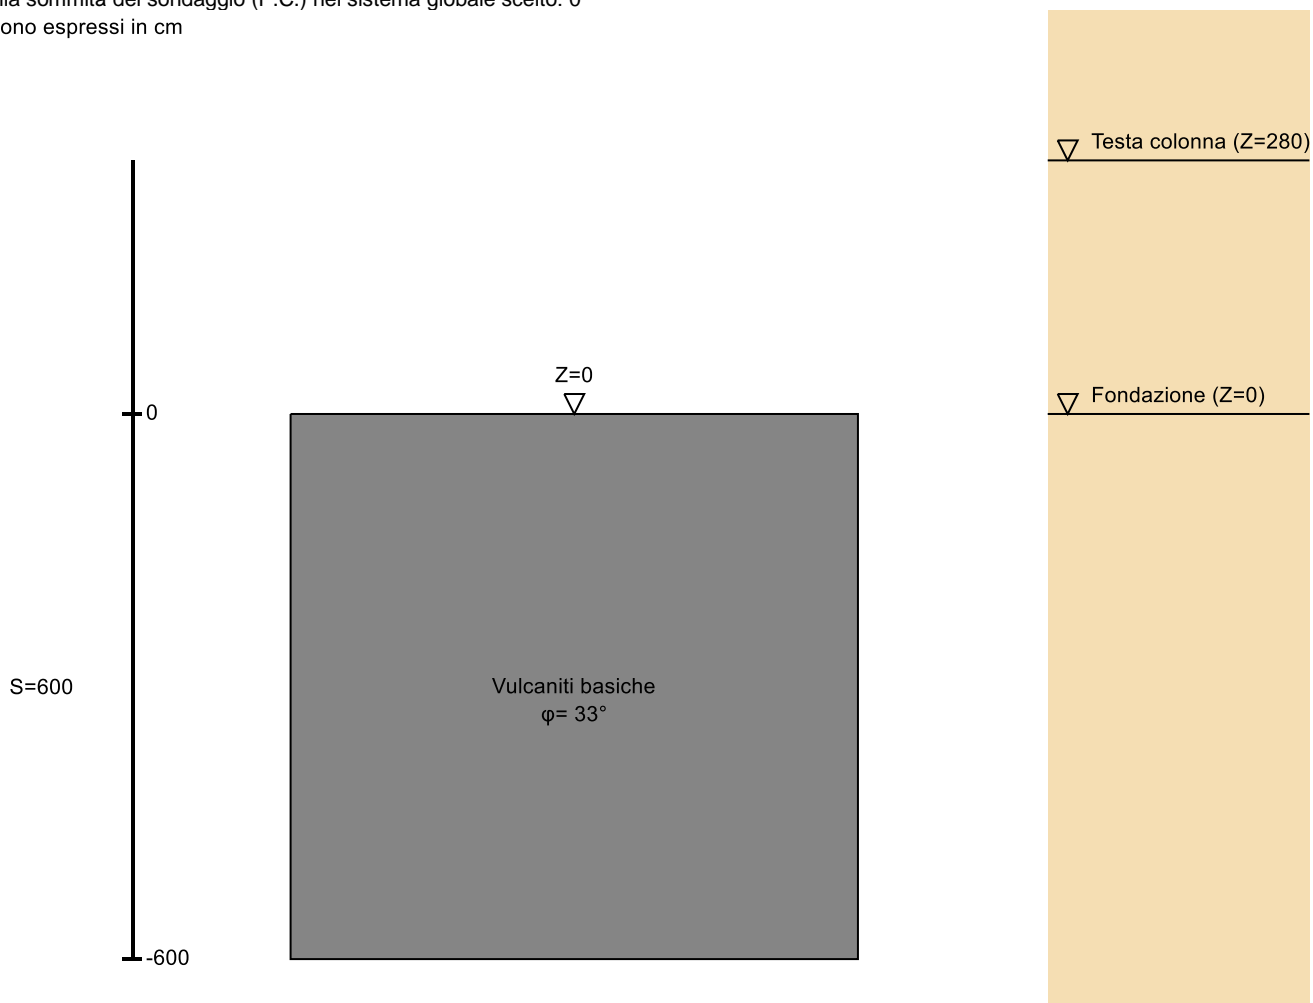 sommità del sondaggio (P.C.) nel sistema globale scelto: 0
ono espressi in cm
Testa colonna (Z=280)
Z=0
Fondazione (Z=0)
0
S=600
Vulcaniti basiche
φ= 33°
-600